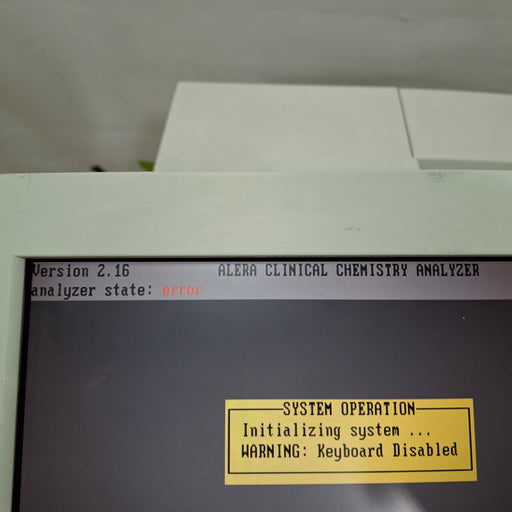 Version 2.16 ALERA CLINICAL CHEMISTRY ANALYZER
analyzer state: error
SYSTEM OPERATION
Initializing system ...
WARNING: Keyboard Disabled